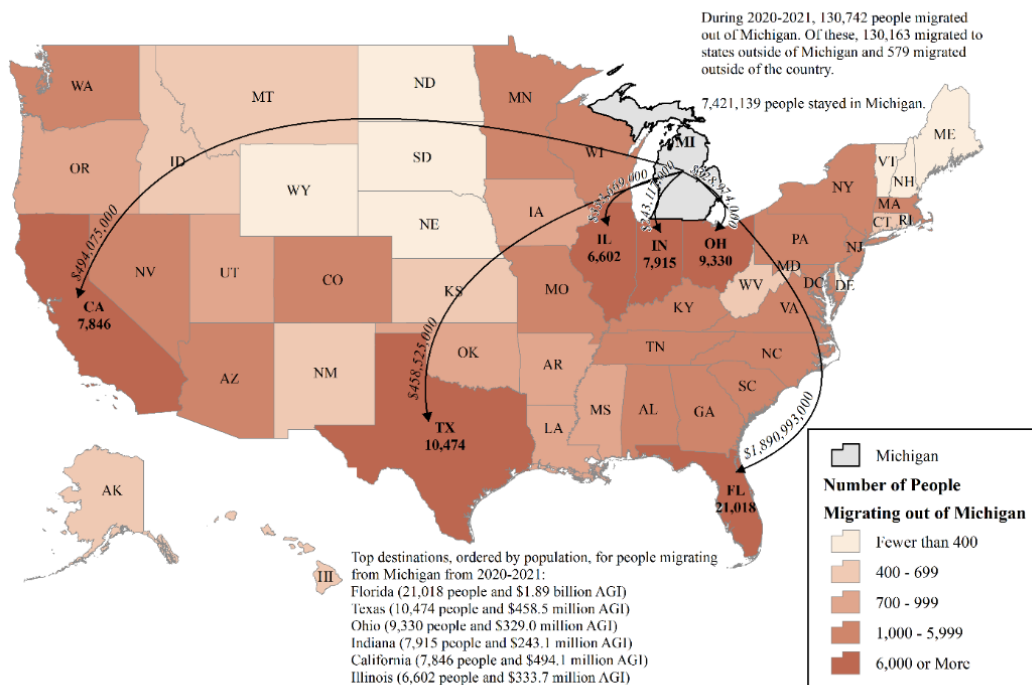 During 2020-2021, 130,742 people migrated
out of Michigan. Of these, 130,163 migrated to
states outside of Michigan and 579 migrated
outside of the country.
7,421,139 people stayed in Michigan.
WA
MT
ND
MN
MI
ME
OR
ID
SD
WI
VT
NH
WY
NY
MA
CT
RI
IA
NE
PA
NJ
$494,075,000
IL
6,602
IN
7,915
OH
9,330
NV
UT
CO
KS
MO
WV
MD
DC
DE
VA
KY
CA
7,846
$458,525,000
TN
NC
AZ
NM
OK
AR
SC
MS
AL
GA
LA
TX
10,474
$1,890,993,000
FL
21,018
AK
HI
Top destinations, ordered by population, for people migrating
from Michigan from 2020-2021:
Florida (21,018 people and $1.89 billion AGI)
Texas (10,474 people and $458.5 million AGI)
Ohio (9,330 people and $329.0 million AGI)
Indiana (7,915 people and $243.1 million AGI)
California (7,846 people and $494.1 million AGI)
Illinois (6,602 people and $333.7 million AGI)
Michigan
Number of People
Migrating out of Michigan
Fewer than 400
400 - 699
700 - 999
1,000 - 5,999
6,000 or More